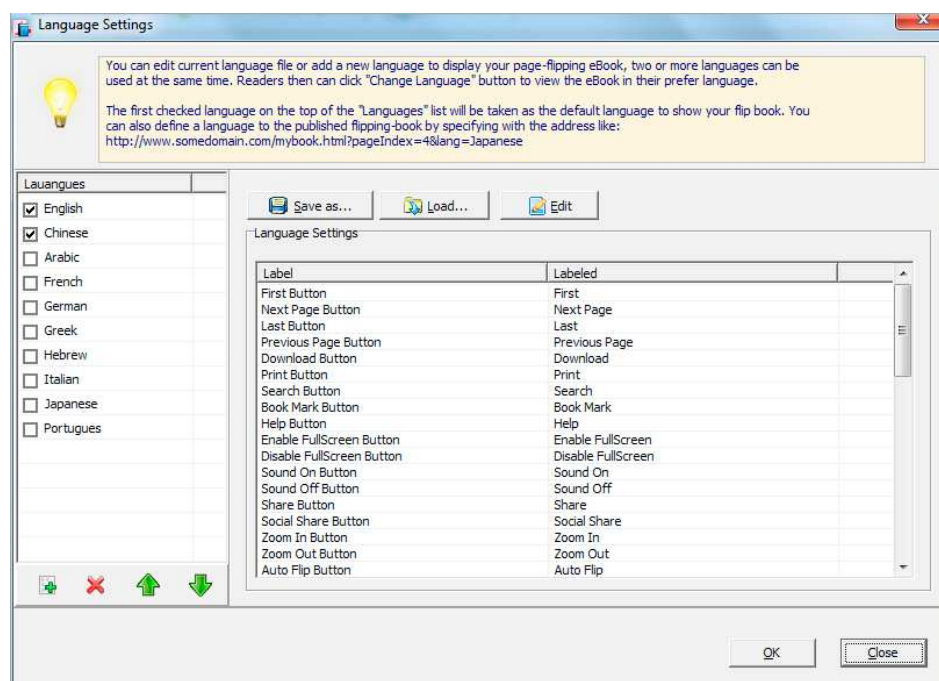 Language Settings
You can edit current language file or add a new language to display your page-flipping eBook, two or more languages can be
used at the same time. Readers then can click "Change Language" button to view the eBook in their prefer language.
The first checked language on the top of the "Languages" list will be taken as the default language to show your flip book. You
can also define a language to the published flipping-book by specifying with the address like:
http://www.somedomain.com/mybook.html?pageIndex=4&lang=Japanese
Lauangues
English
Chinese
Arabic
French
German
Greek
Hebrew
Italian
Japanese
Portugues
Save as... Load... Edit
Language Settings
Label Labeled
First Button First
Next Page Button Next Page
Last Button Last
Previous Page Button Previous Page
Download Button Download
Print Button Print
Search Button Search
Book Mark Button Book Mark
Help Button Help
Enable FullScreen Button Enable FullScreen
Disable FullScreen Button Disable FullScreen
Sound On Button Sound On
Sound Off Button Sound Off
Share Button Share
Social Share Button Social Share
Zoom In Button Zoom In
Zoom Out Button Zoom Out
Auto Flip Button Auto Flip
OK Close